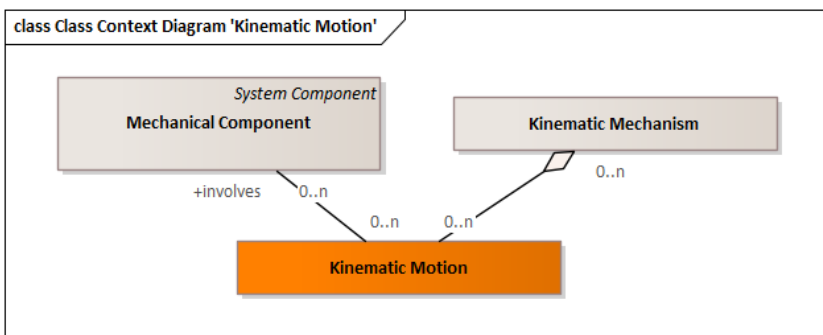 class Class Context Diagram 'Kinematic Motion'
System Component
Mechanical Component
Kinematic Mechanism
+involves 0..n
0..n
0..n
0..n
Kinematic Motion